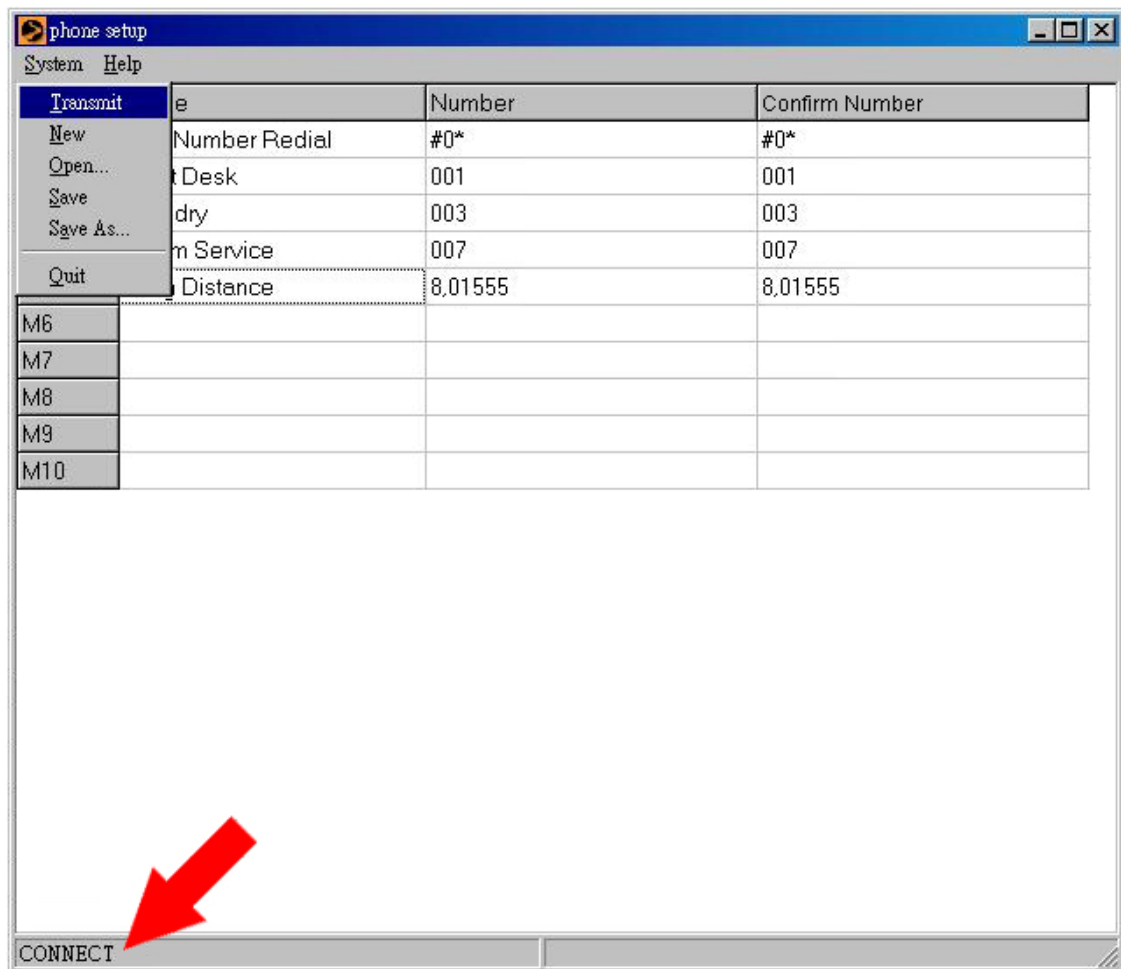 phone setup
System Help
Transmit
New
Open...
Save
Save As...
Quit
e Number Confirm Number
Number Redial #0* #0*
t Desk 001 001
dry 003 003
m Service 007 007
Distance 8,01555 8,01555
M6
M7
M8
M9
M10
CONNECT